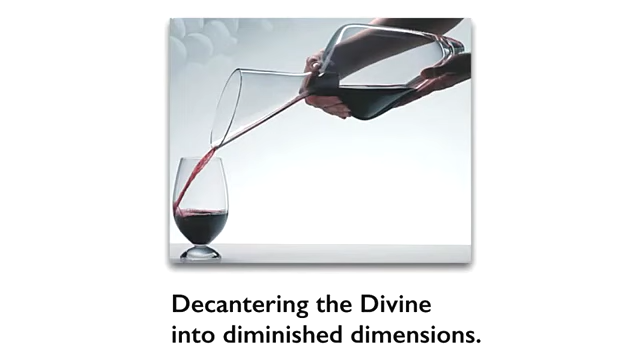 Decantering the Divine
into diminished dimensions.